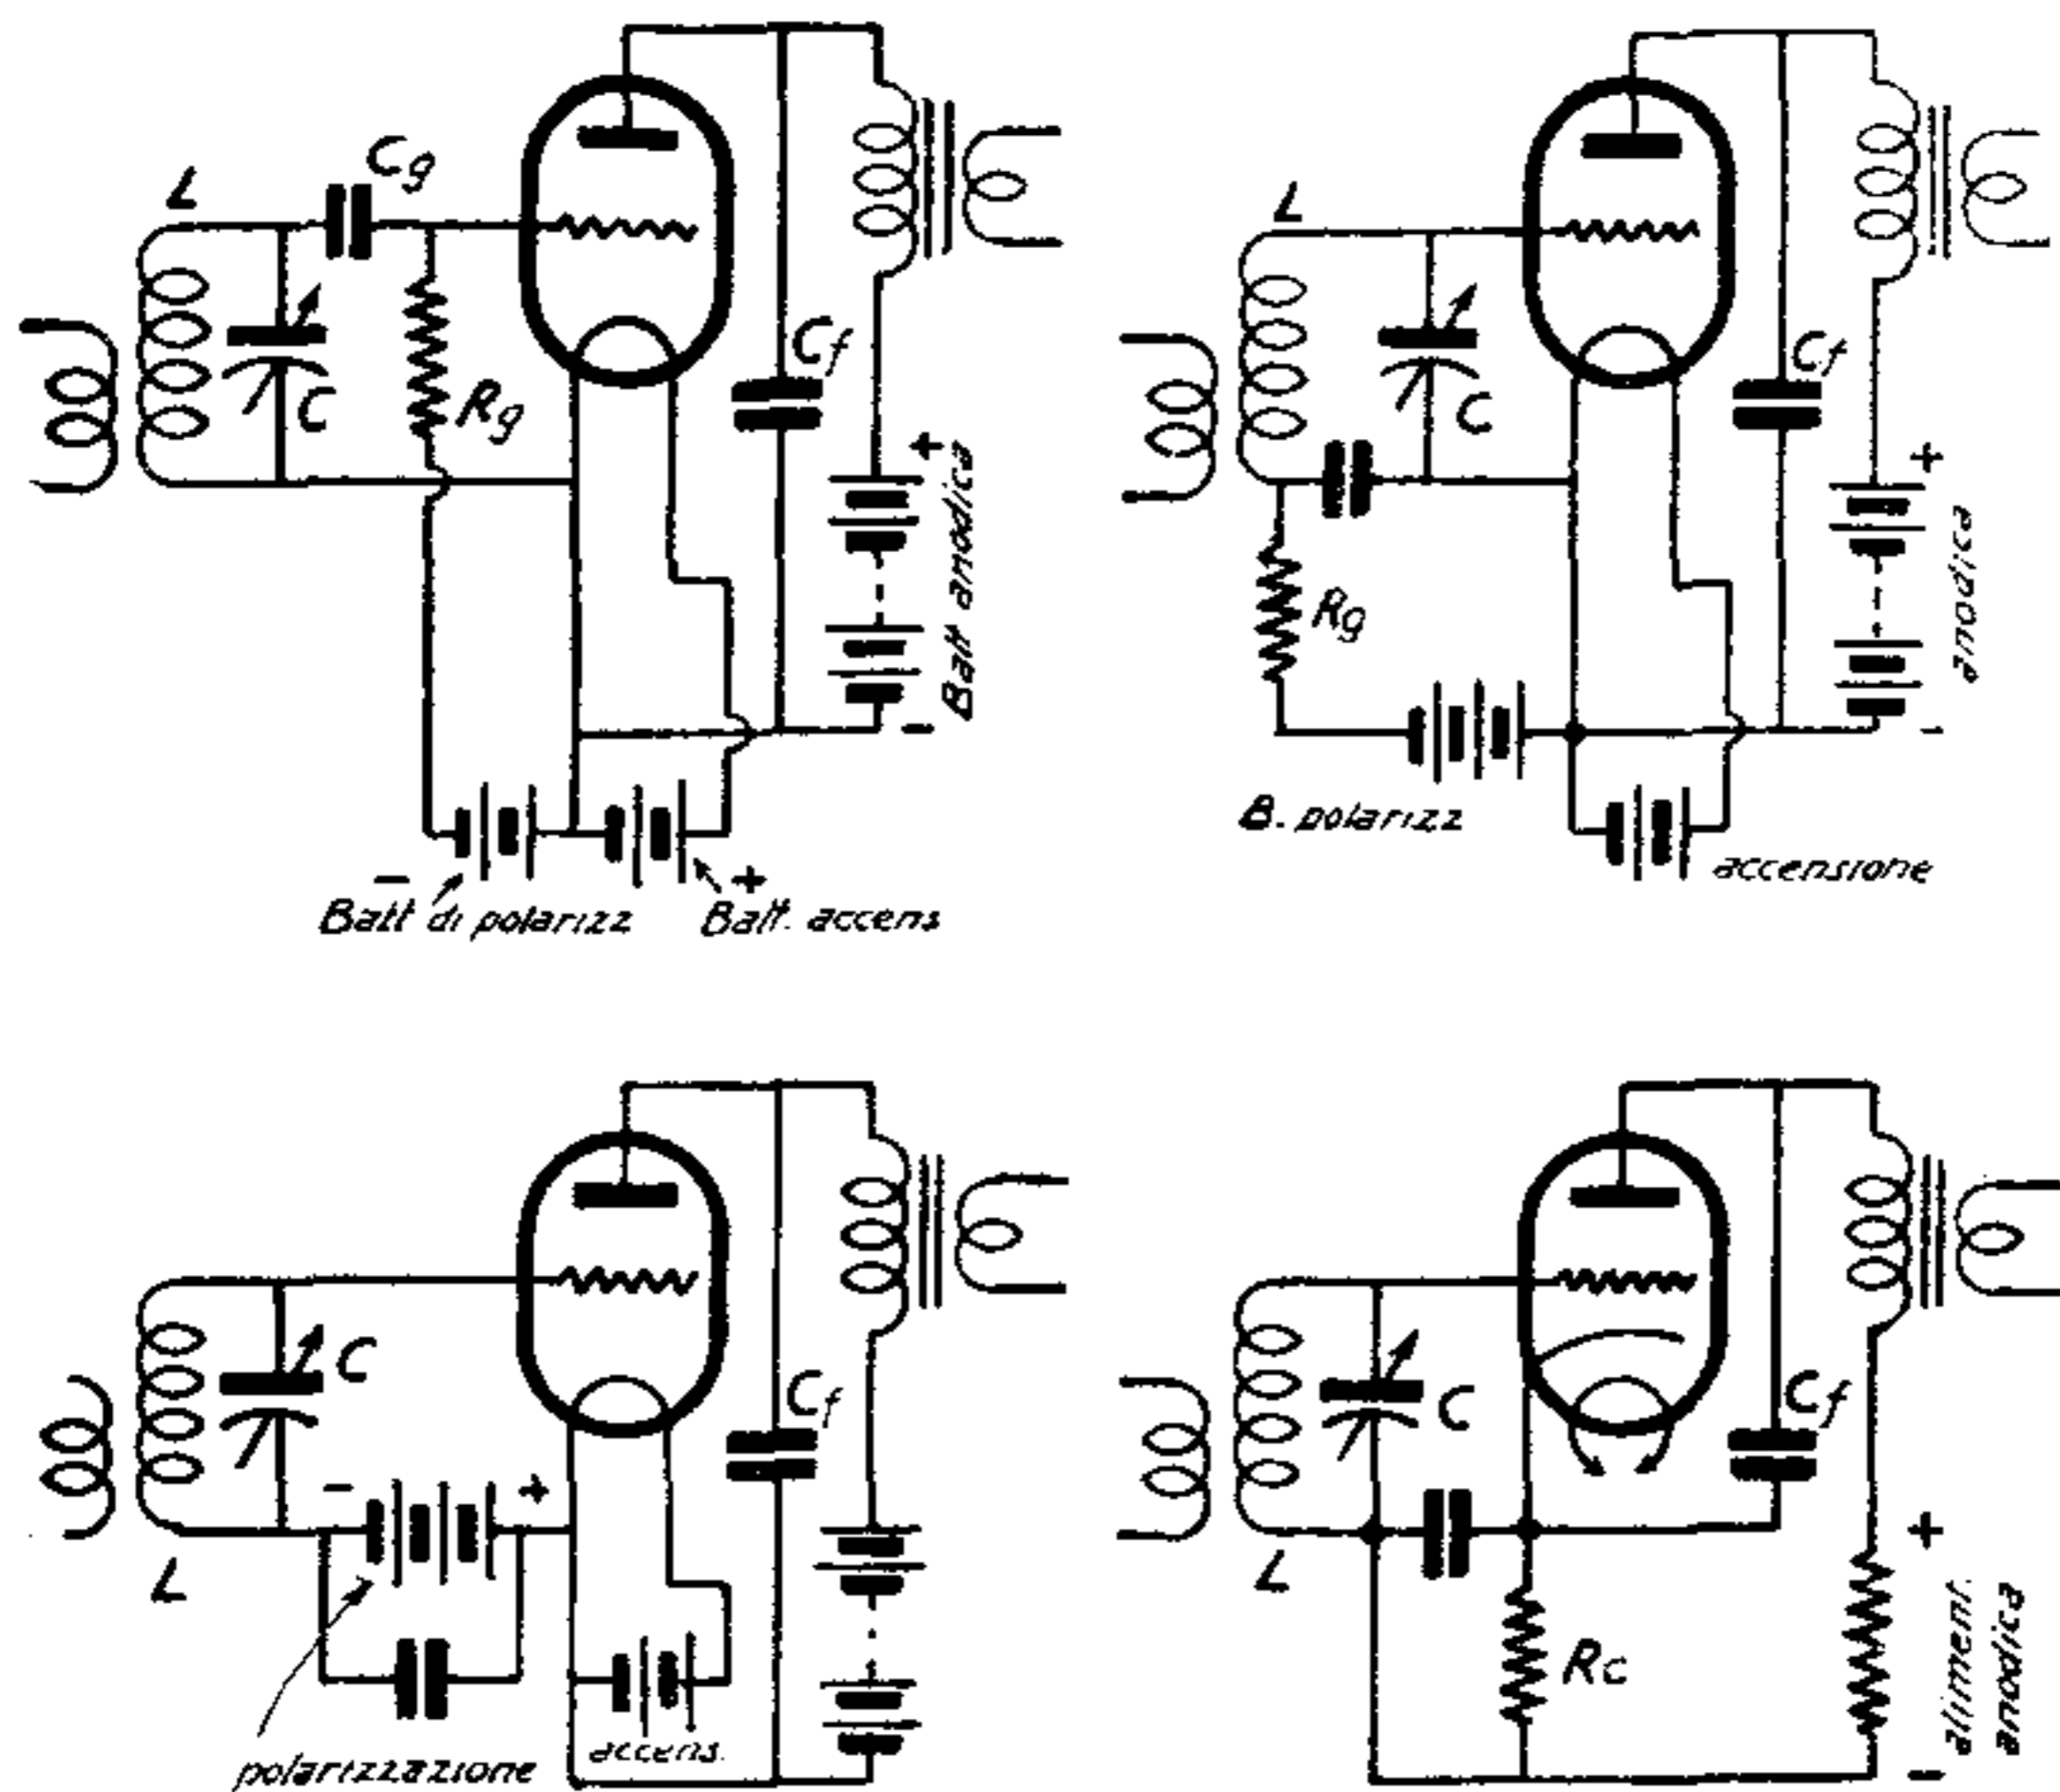 L
Cg
C
Rg
Cf
+
Batt anodica
-
-
+
Batt di polarizz
Batt. accens
L
C
Cf
Rg
+
anodica
-
B. polarizz
accensione
C
Cf
-
+
L
polarizzazione
accens.
C
Cf
L
Rc
+
aliment. anodica
-